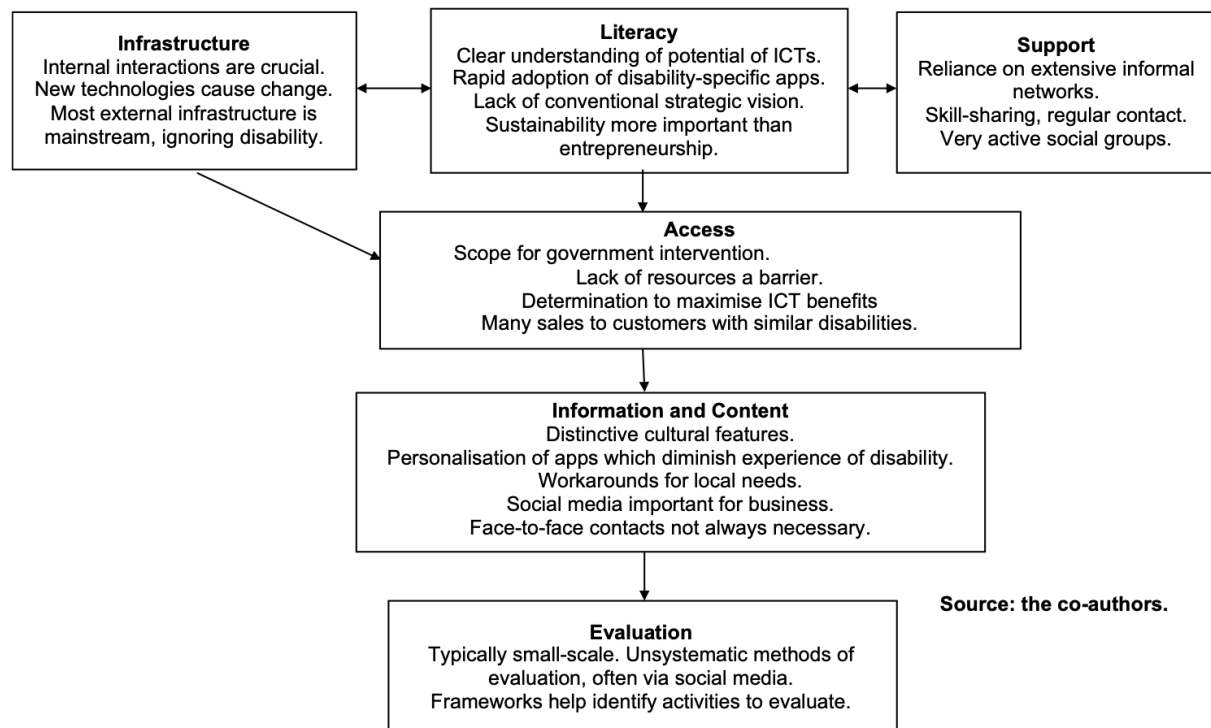 Infrastructure
Internal interactions are crucial.
New technologies cause change.
Most external infrastructure is
mainstream, ignoring disability.
Literacy
Clear understanding of potential of ICTs.
Rapid adoption of disability-specific apps.
Lack of conventional strategic vision.
Sustainability more important than
entrepreneurship.
Support
Reliance on extensive informal
networks.
Skill-sharing, regular contact.
Very active social groups.
Access
Scope for government intervention.
Lack of resources a barrier.
Determination to maximise ICT benefits
Many sales to customers with similar disabilities.
Information and Content
Distinctive cultural features.
Personalisation of apps which diminish experience of disability.
Workarounds for local needs.
Social media important for business.
Face-to-face contacts not always necessary.
Source: the co-authors.
Evaluation
Typically small-scale. Unsystematic methods of
evaluation, often via social media.
Frameworks help identify activities to evaluate.